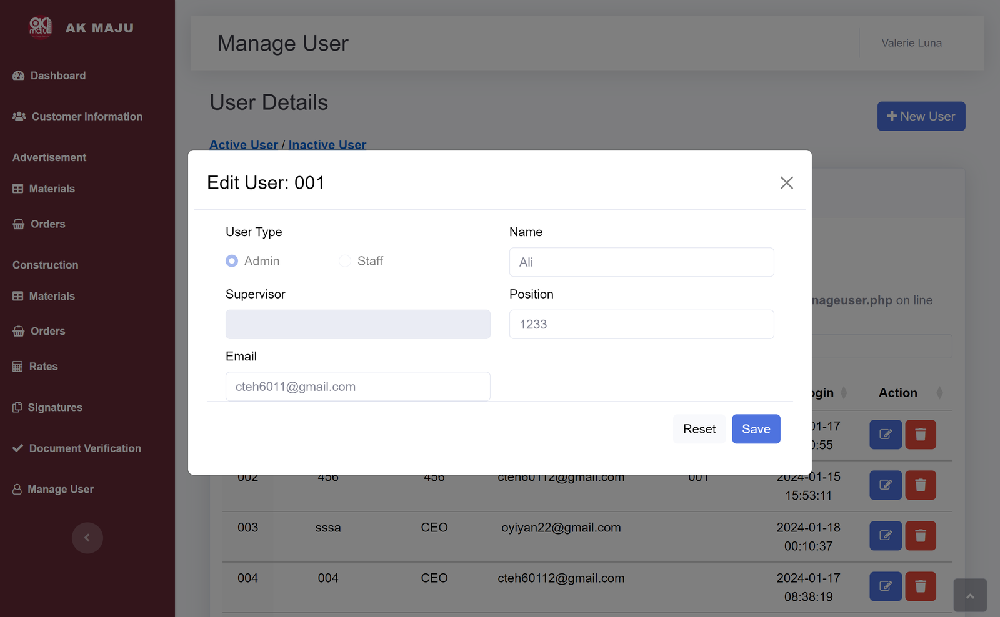 AK MAJU
Dashboard
Customer Information
Advertisement
Materials
Orders
Construction
Materials
Orders
Rates
Signatures
Document Verification
Manage User
Manage User
Valerie Luna
User Details
New User
Active User / Inactive User
Edit User: 001
User Type
Admin
Staff
Name
Ali
Supervisor
Position
1233
Email
cteh6011@gmail.com
Reset
Save
nageuser.php on line
ogin
Action
01-17
0:55
002 456 456 cteh60112@gmail.com 001 2024-01-15
15:53:11
003 sssa CEO oyiyan22@gmail.com 2024-01-18
00:10:37
004 004 CEO cteh60112@gmail.com 2024-01-17
08:38:19